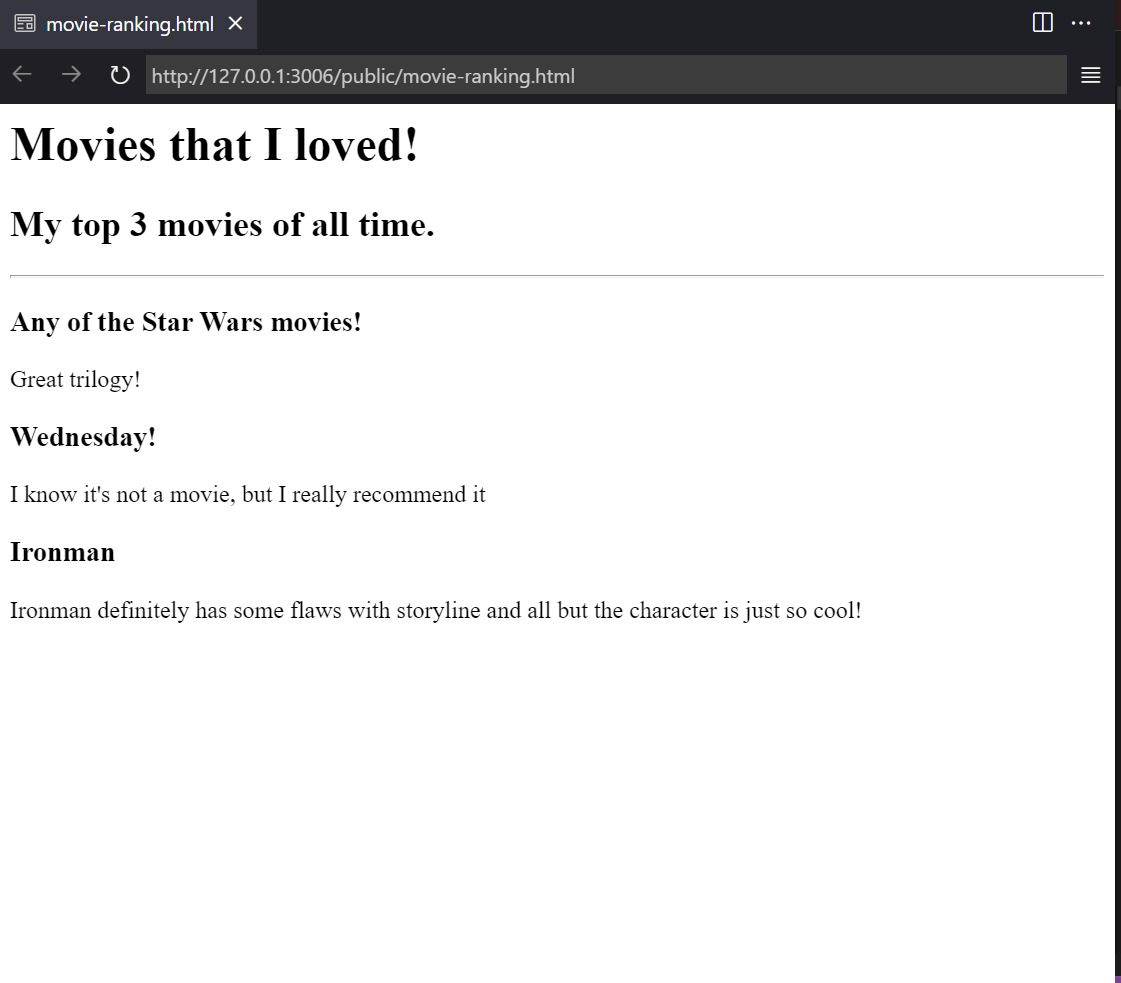 movie-ranking.html
http://127.0.0.1:3006/public/movie-ranking.html
Movies that I loved!
My top 3 movies of all time.
Any of the Star Wars movies!
Great trilogy!
Wednesday!
I know it's not a movie, but I really recommend it
Ironman
Ironman definitely has some flaws with storyline and all but the character is just so cool!